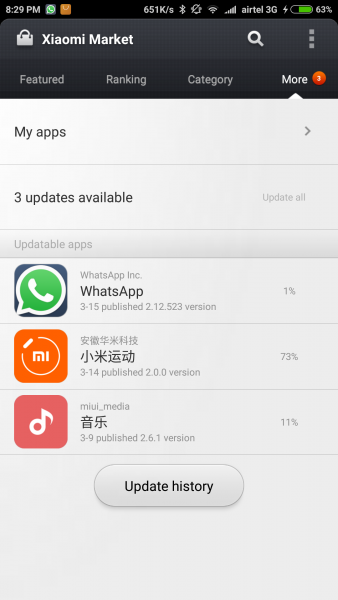 8:29 PM 651K/s airtel 3G 63%
Xiaomi Market
Featured Ranking Category More 3
My apps
3 updates available Update all
Updatable apps
WhatsApp Inc.
WhatsApp 1%
3-15 published 2.12.523 version
安徽华米科技
mi 小米运动 73%
3-14 published 2.0.0 version
miui_media
音乐 11%
3-9 published 2.6.1 version
Update history